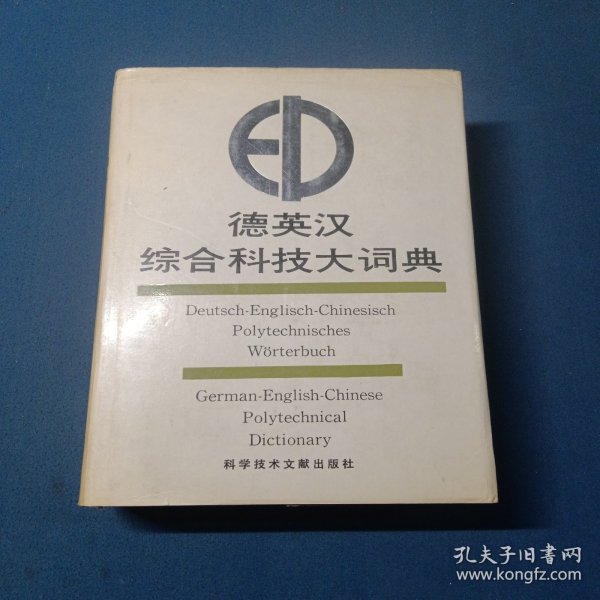 德英汉
综合科技大词典
Deutsch-Englisch-Chinesisch
Polytechnisches
Wörterbuch
German-English-Chinese
Polytechnical
Dictionary
科学技术文献出版社
孔夫子旧书网
www.kongfz.com